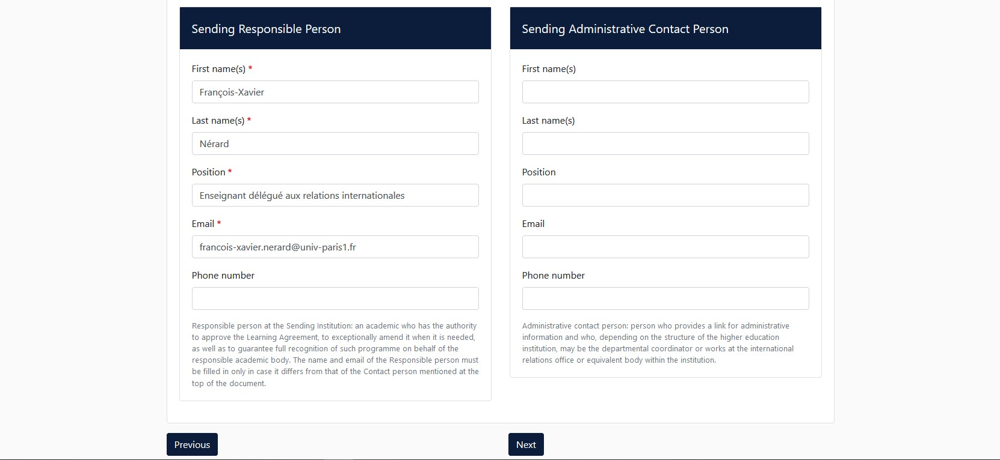 Sending Responsible Person
First name(s) *
François-Xavier
Last name(s) *
Nérard
Position *
Enseignant délégué aux relations internationales
Email *
francois-xavier.nerard@univ-paris1.fr
Phone number
Responsible person at the Sending Institution: an academic who has the authority
to approve the Learning Agreement, to exceptionally amend it when it is needed,
as well as to guarantee full recognition of such programme on behalf of the
responsible academic body. The name and email of the Responsible person must
be filled in only in case it differs from that of the Contact person mentioned at the
top of the document.
Sending Administrative Contact Person
First name(s)
Last name(s)
Position
Email
Phone number
Administrative contact person: person who provides a link for administrative
information and who, depending on the structure of the higher education
institution, may be the departmental coordinator or works at the international
relations office or equivalent body within the institution.
Previous
Next